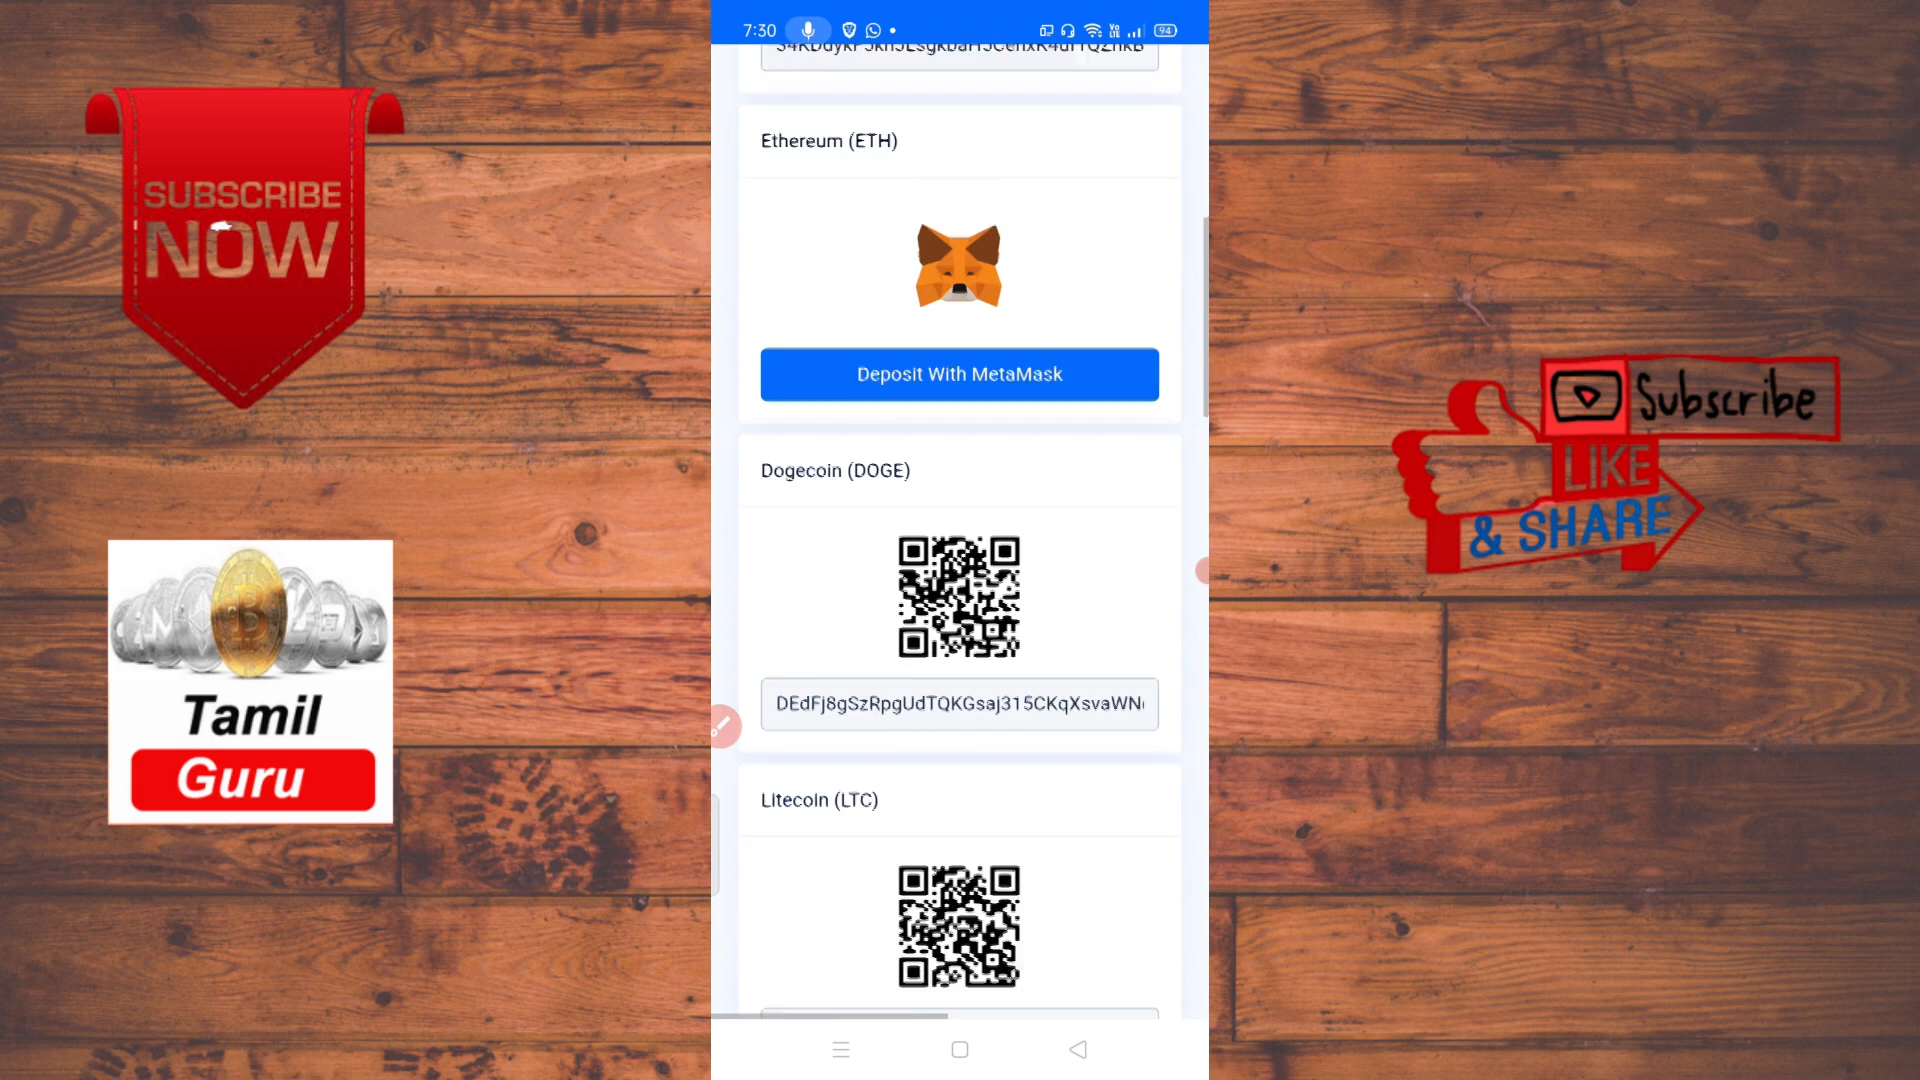 SUBSCRIBE
NOW
Tamil
Guru
7:30
94
Ethereum (ETH)
Deposit With MetaMask
Dogecoin (DOGE)
DEdFj8gSzRpgUdTQKGsaj315CKqXsvaWN
Litecoin (LTC)
Subscribe
LIKE
& SHARE